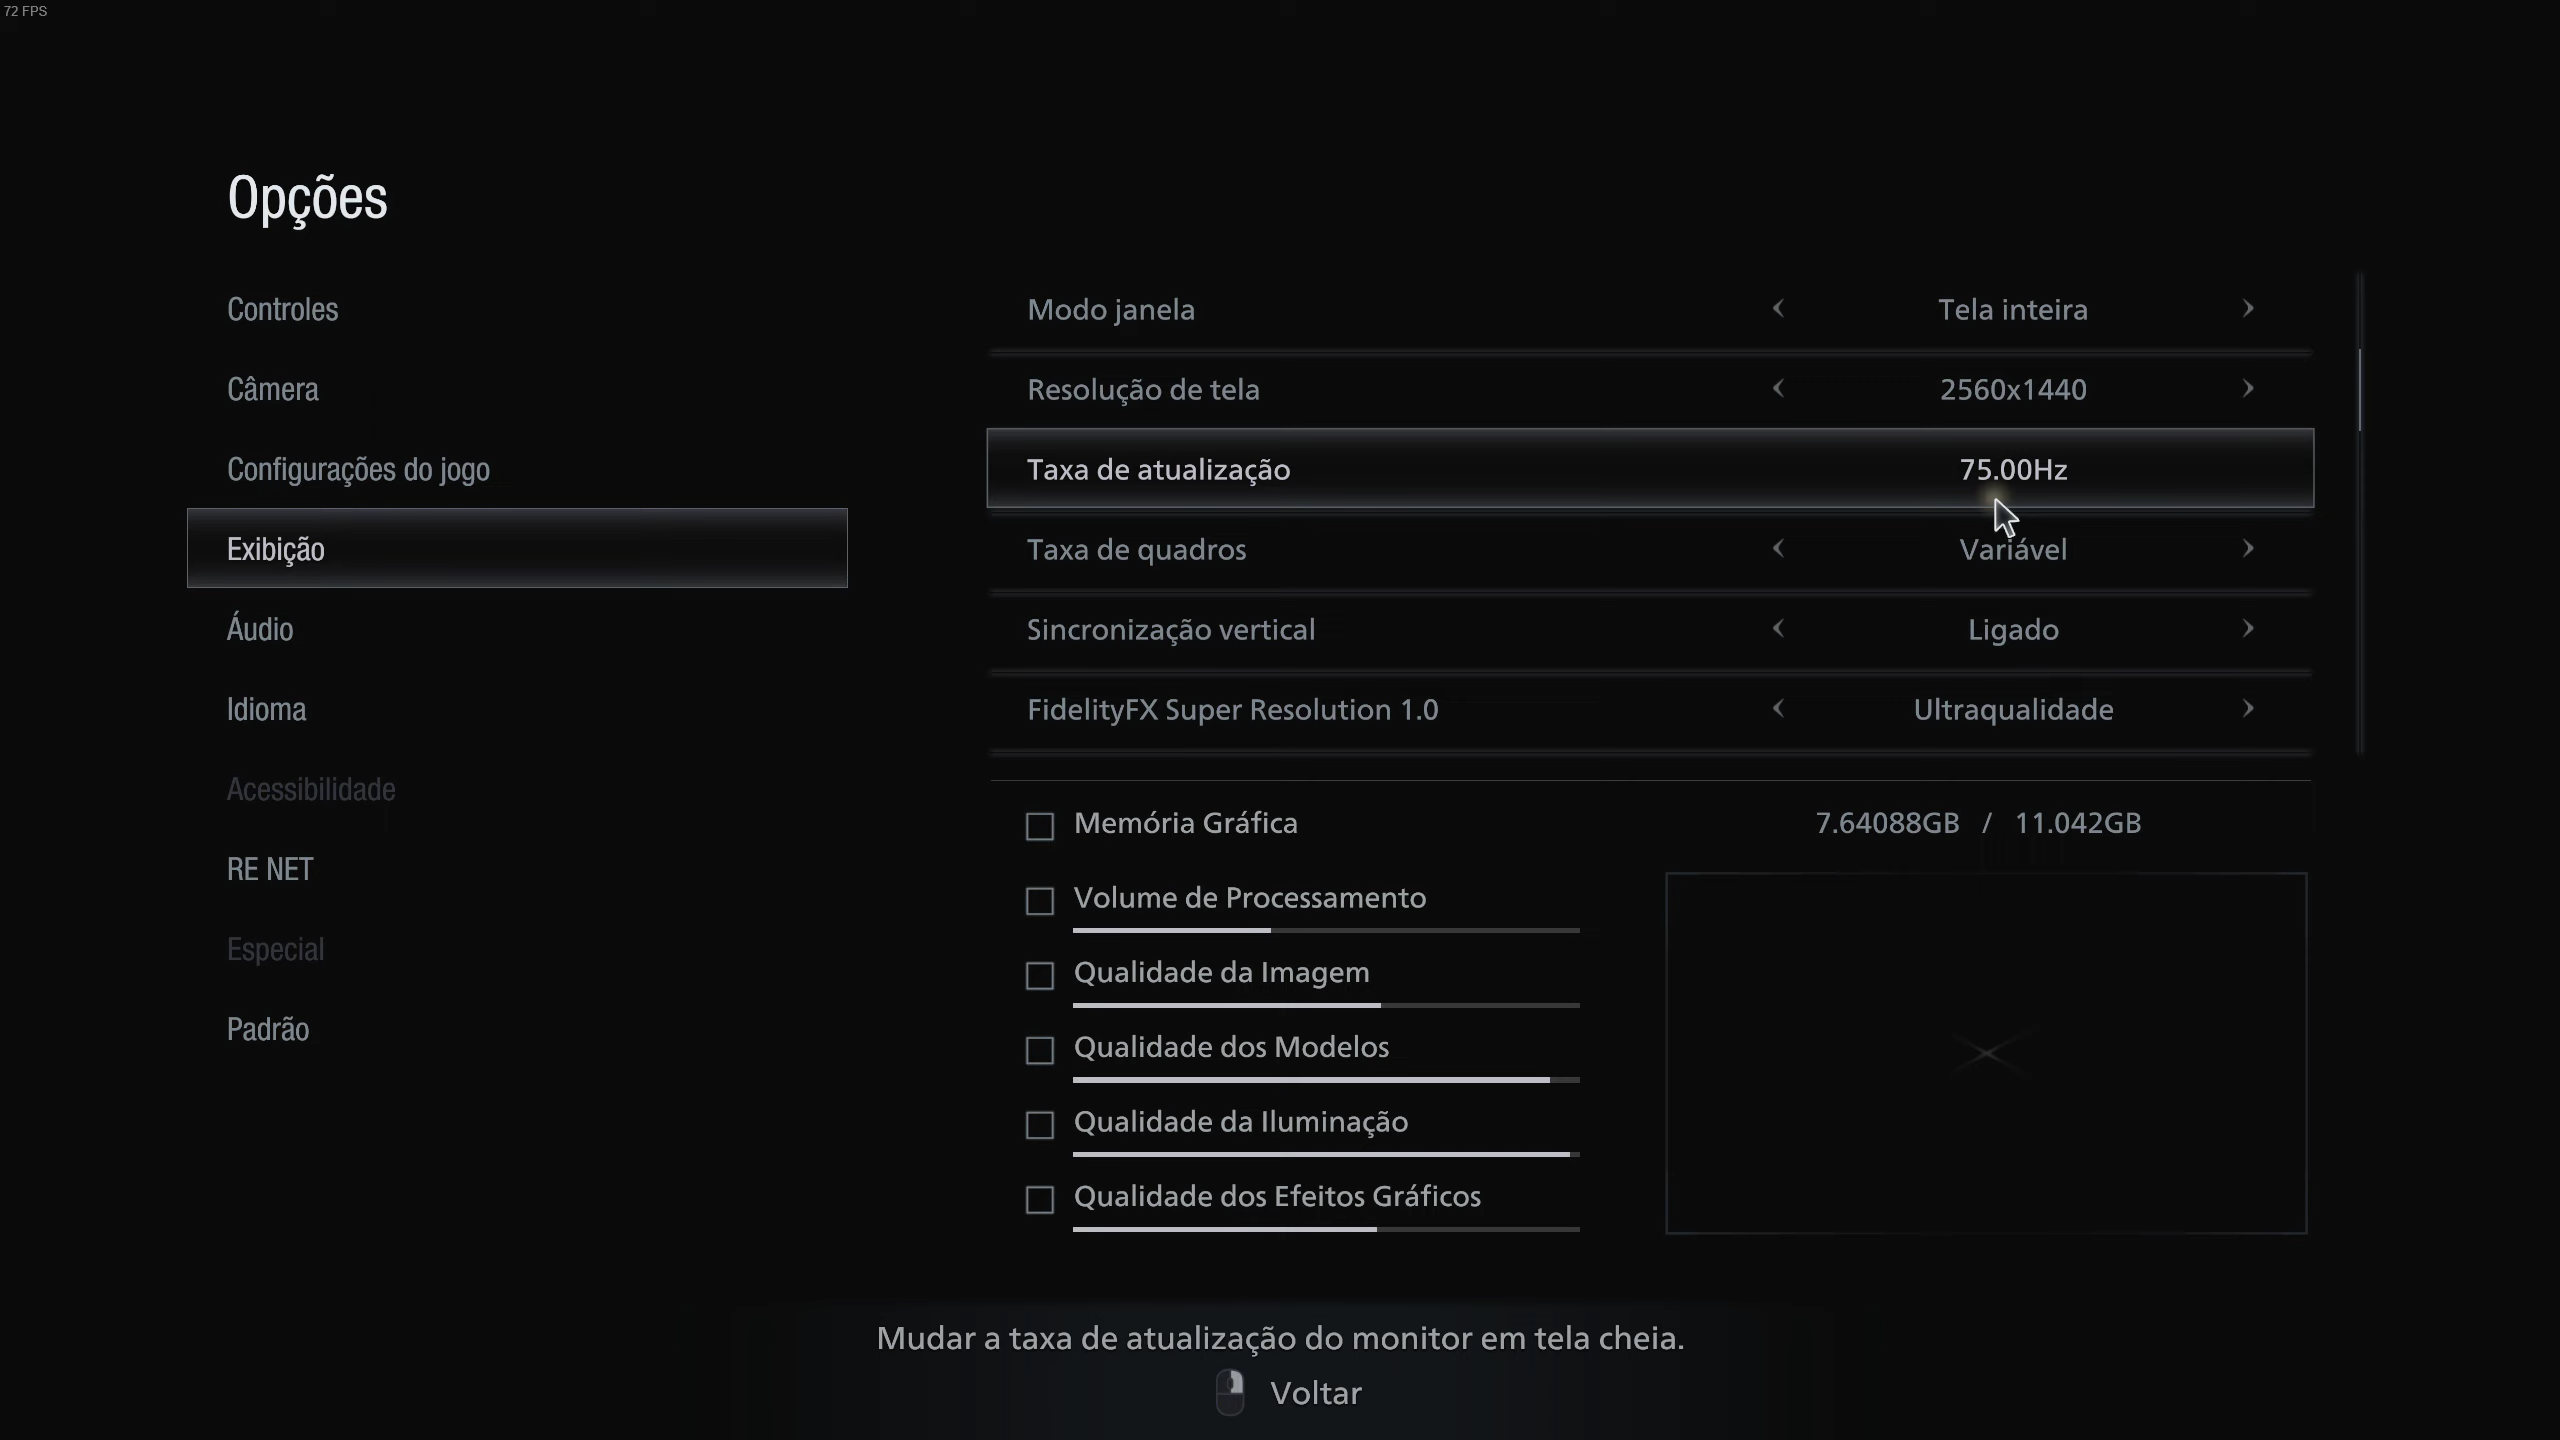 72 FPS
Opções
Controles
Câmera
Configurações do jogo
Exibição
Áudio
Idioma
Acessibilidade
RE NET
Especial
Padrão
Modo janela Tela inteira
Resolução de tela 2560x1440
Taxa de atualização 75.00Hz
Taxa de quadros Variável
Sincronização vertical Ligado
FidelityFX Super Resolution 1.0 Ultraqualidade
Memória Gráfica 7.64088GB / 11.042GB
Volume de Processamento
Qualidade da Imagem
Qualidade dos Modelos
Qualidade da Iluminação
Qualidade dos Efeitos Gráficos
Mudar a taxa de atualização do monitor em tela cheia.
Voltar